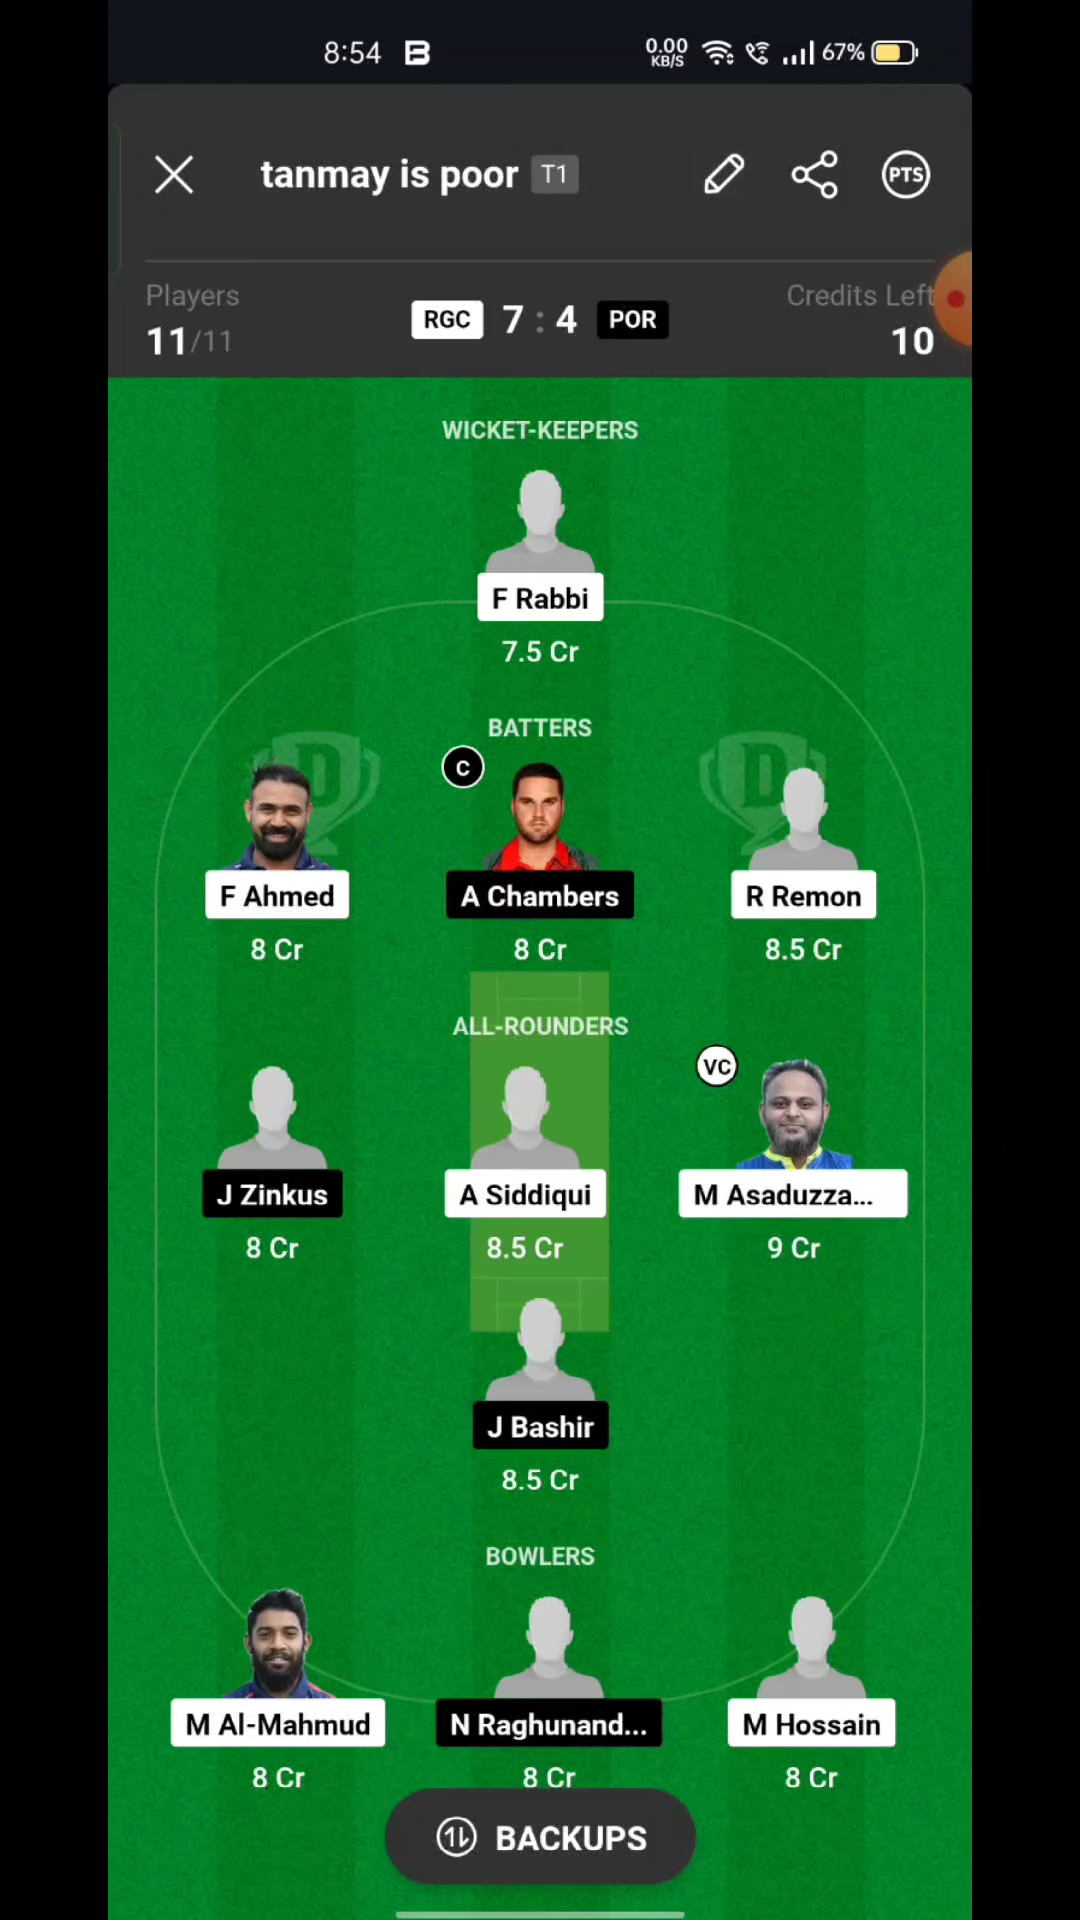 8:54 0.00 KB/S 67%
tanmay is poor T1 PTS
Players Credits Left
11/11 RGC 7 : 4 POR 10
WICKET-KEEPERS
F Rabbi
7.5 Cr
BATTERS
C
F Ahmed A Chambers R Remon
8 Cr 8 Cr 8.5 Cr
ALL-ROUNDERS
VC
J Zinkus A Siddiqui M Asaduzza...
8 Cr 8.5 Cr 9 Cr
J Bashir
8.5 Cr
BOWLERS
M Al-Mahmud N Raghunand... M Hossain
8 Cr 8 Cr 8 Cr
BACKUPS